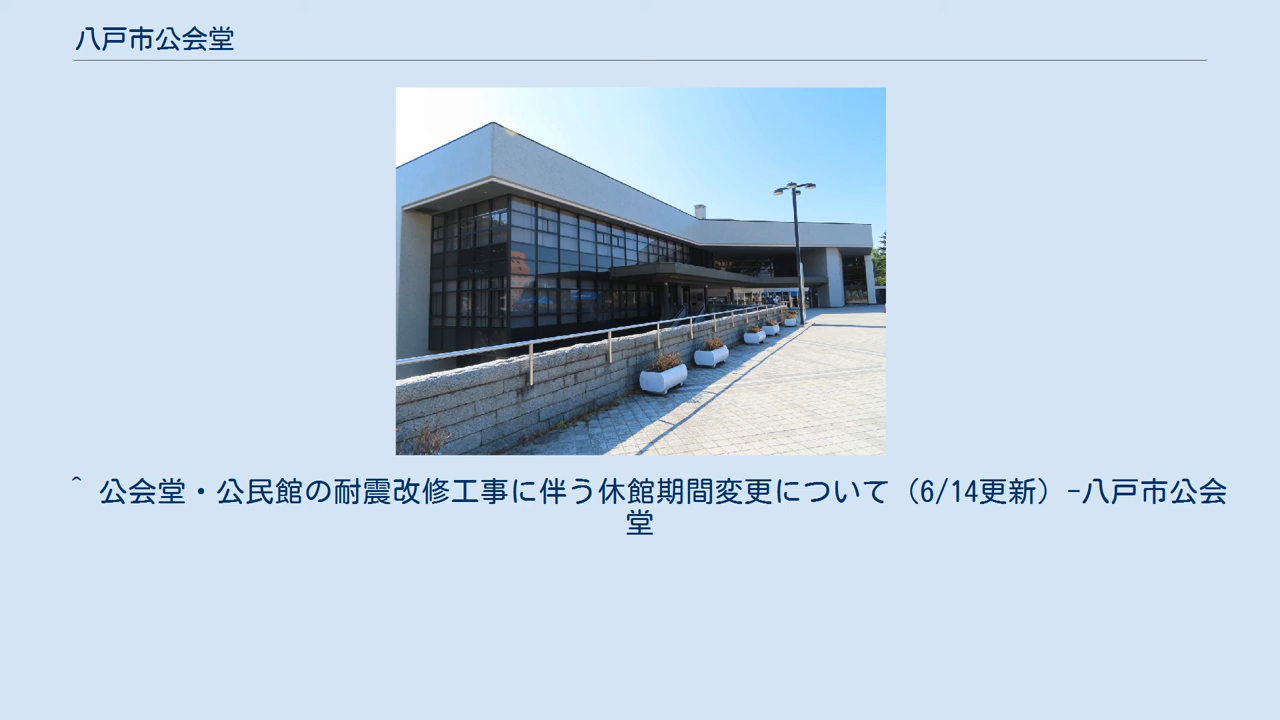 八戸市公会堂
^ 公会堂・公民館の耐震改修工事に伴う休館期間変更について（6/14更新）-八戸市公会
堂